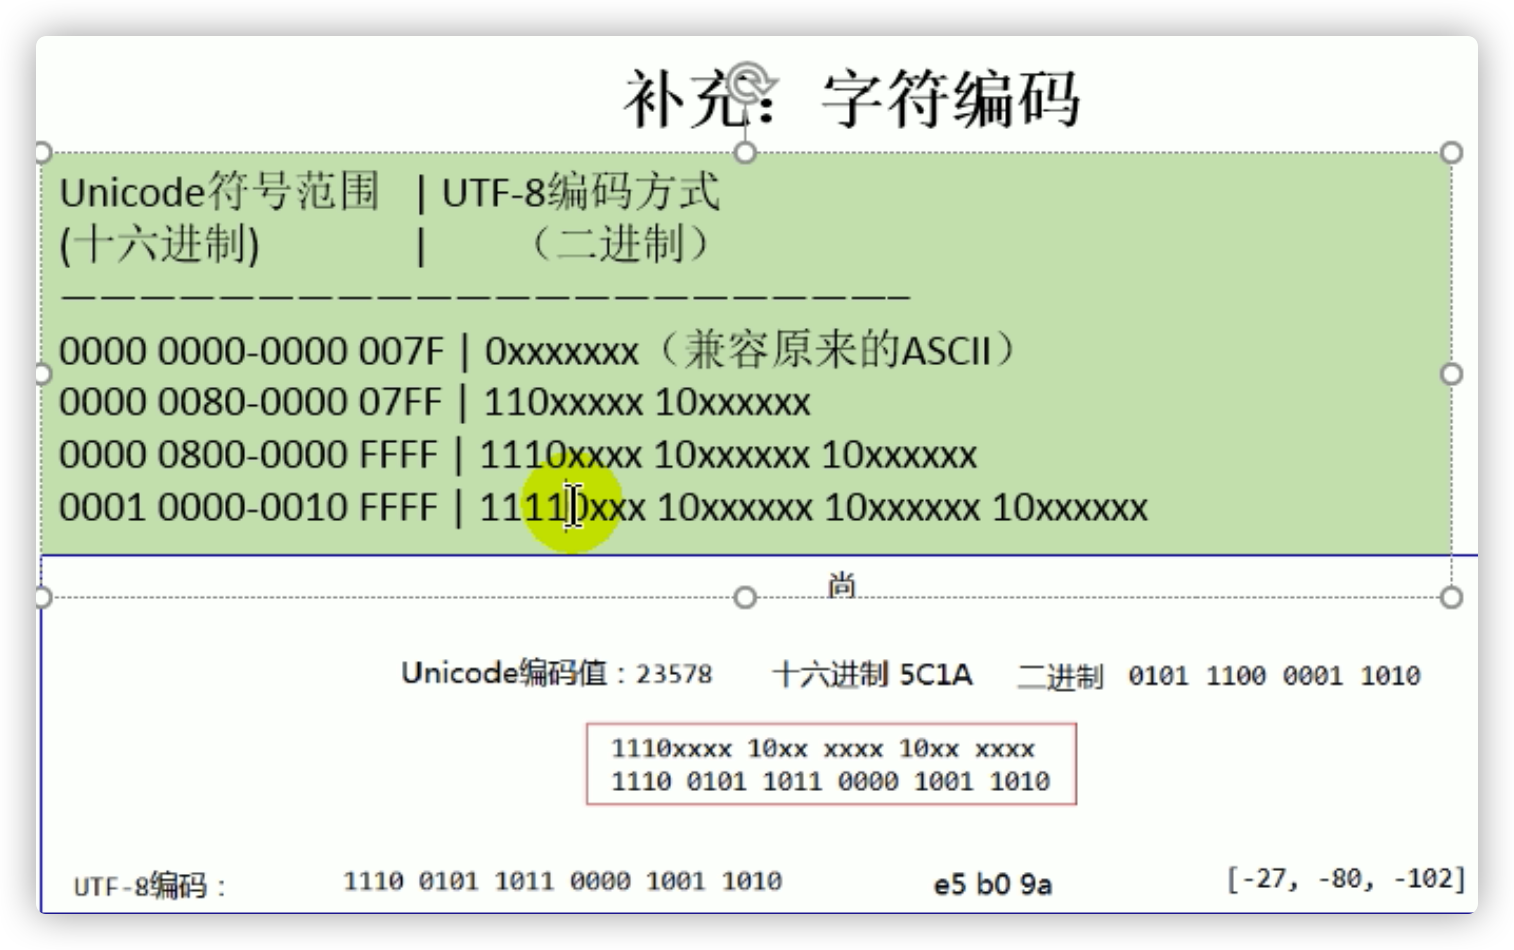 补充：字符编码
Unicode符号范围 | UTF-8编码方式
(十六进制) | （二进制）
——————————————————————
0000 0000-0000 007F | 0xxxxxxx（兼容原来的ASCII）
0000 0080-0000 07FF | 110xxxxx 10xxxxxx
0000 0800-0000 FFFF | 1110xxxx 10xxxxxx 10xxxxxx
0001 0000-0010 FFFF | 11110xxx 10xxxxxx 10xxxxxx 10xxxxxx
尚
Unicode编码值：23578 十六进制 5C1A 二进制 0101 1100 0001 1010
1110xxxx 10xx xxxx 10xx xxxx
1110 0101 1011 0000 1001 1010
UTF-8编码： 1110 0101 1011 0000 1001 1010 e5 b0 9a [-27, -80, -102]